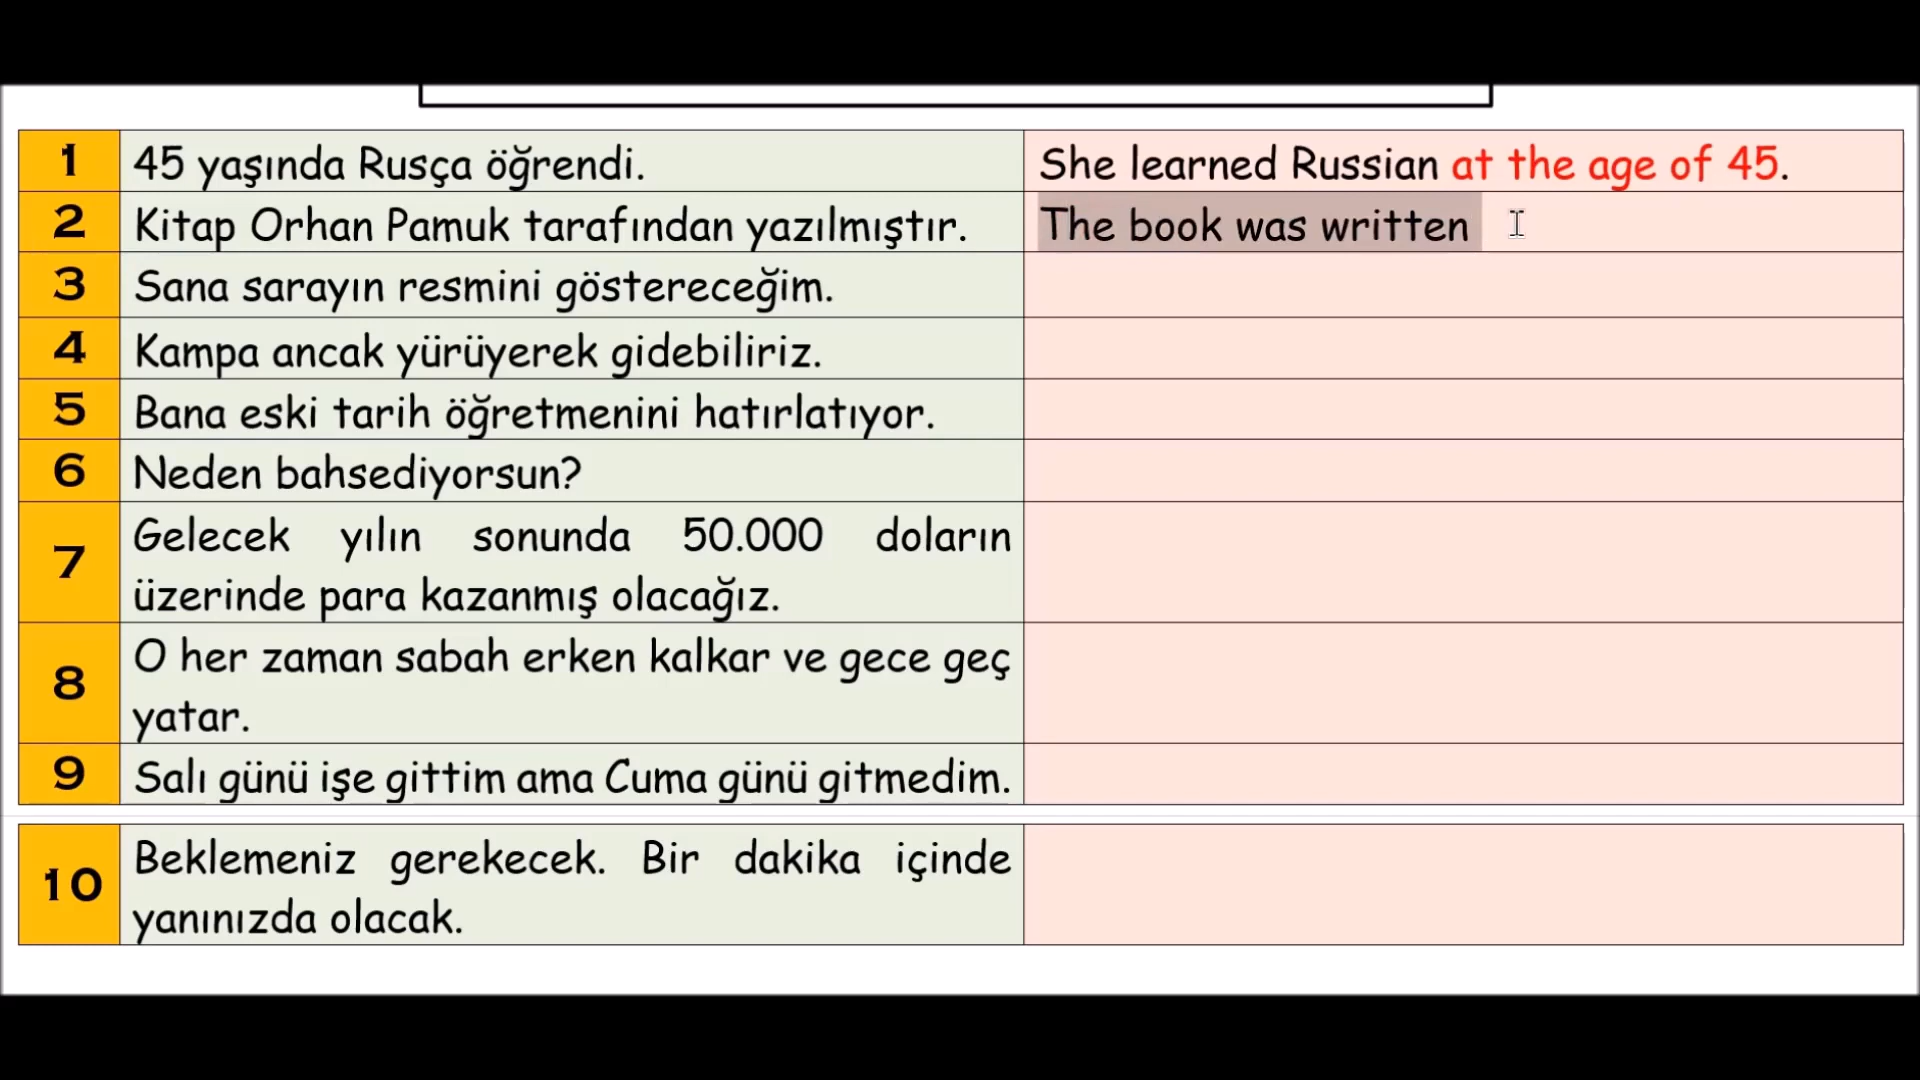 1 45 yaşında Rusça öğrendi. She learned Russian at the age of 45.
2 Kitap Orhan Pamuk tarafından yazılmıştır. The book was written
3 Sana sarayın resmini göstereceğim.
4 Kampa ancak yürüyerek gidebiliriz.
5 Bana eski tarih öğretmenini hatırlatıyor.
6 Neden bahsediyorsun?
7 Gelecek yılın sonunda 50.000 doların
üzerinde para kazanmış olacağız.
8 O her zaman sabah erken kalkar ve gece geç
yatar.
9 Salı günü işe gittim ama Cuma günü gitmedim.
10 Beklemeniz gerekecek. Bir dakika içinde
yanınızda olacak.